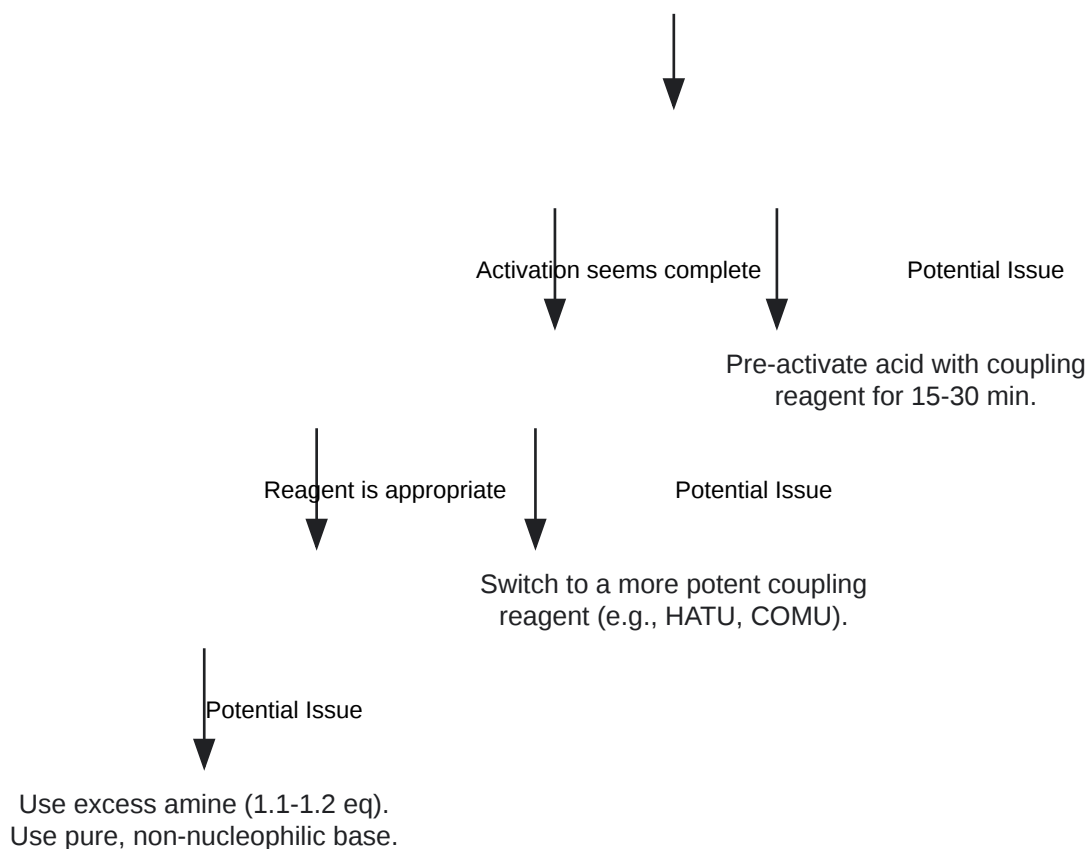 Activation seems complete
Potential Issue
Pre-activate acid with coupling
reagent for 15-30 min.
Reagent is appropriate
Potential Issue
Switch to a more potent coupling
reagent (e.g., HATU, COMU).
Potential Issue
Use excess amine (1.1-1.2 eq).
Use pure, non-nucleophilic base.